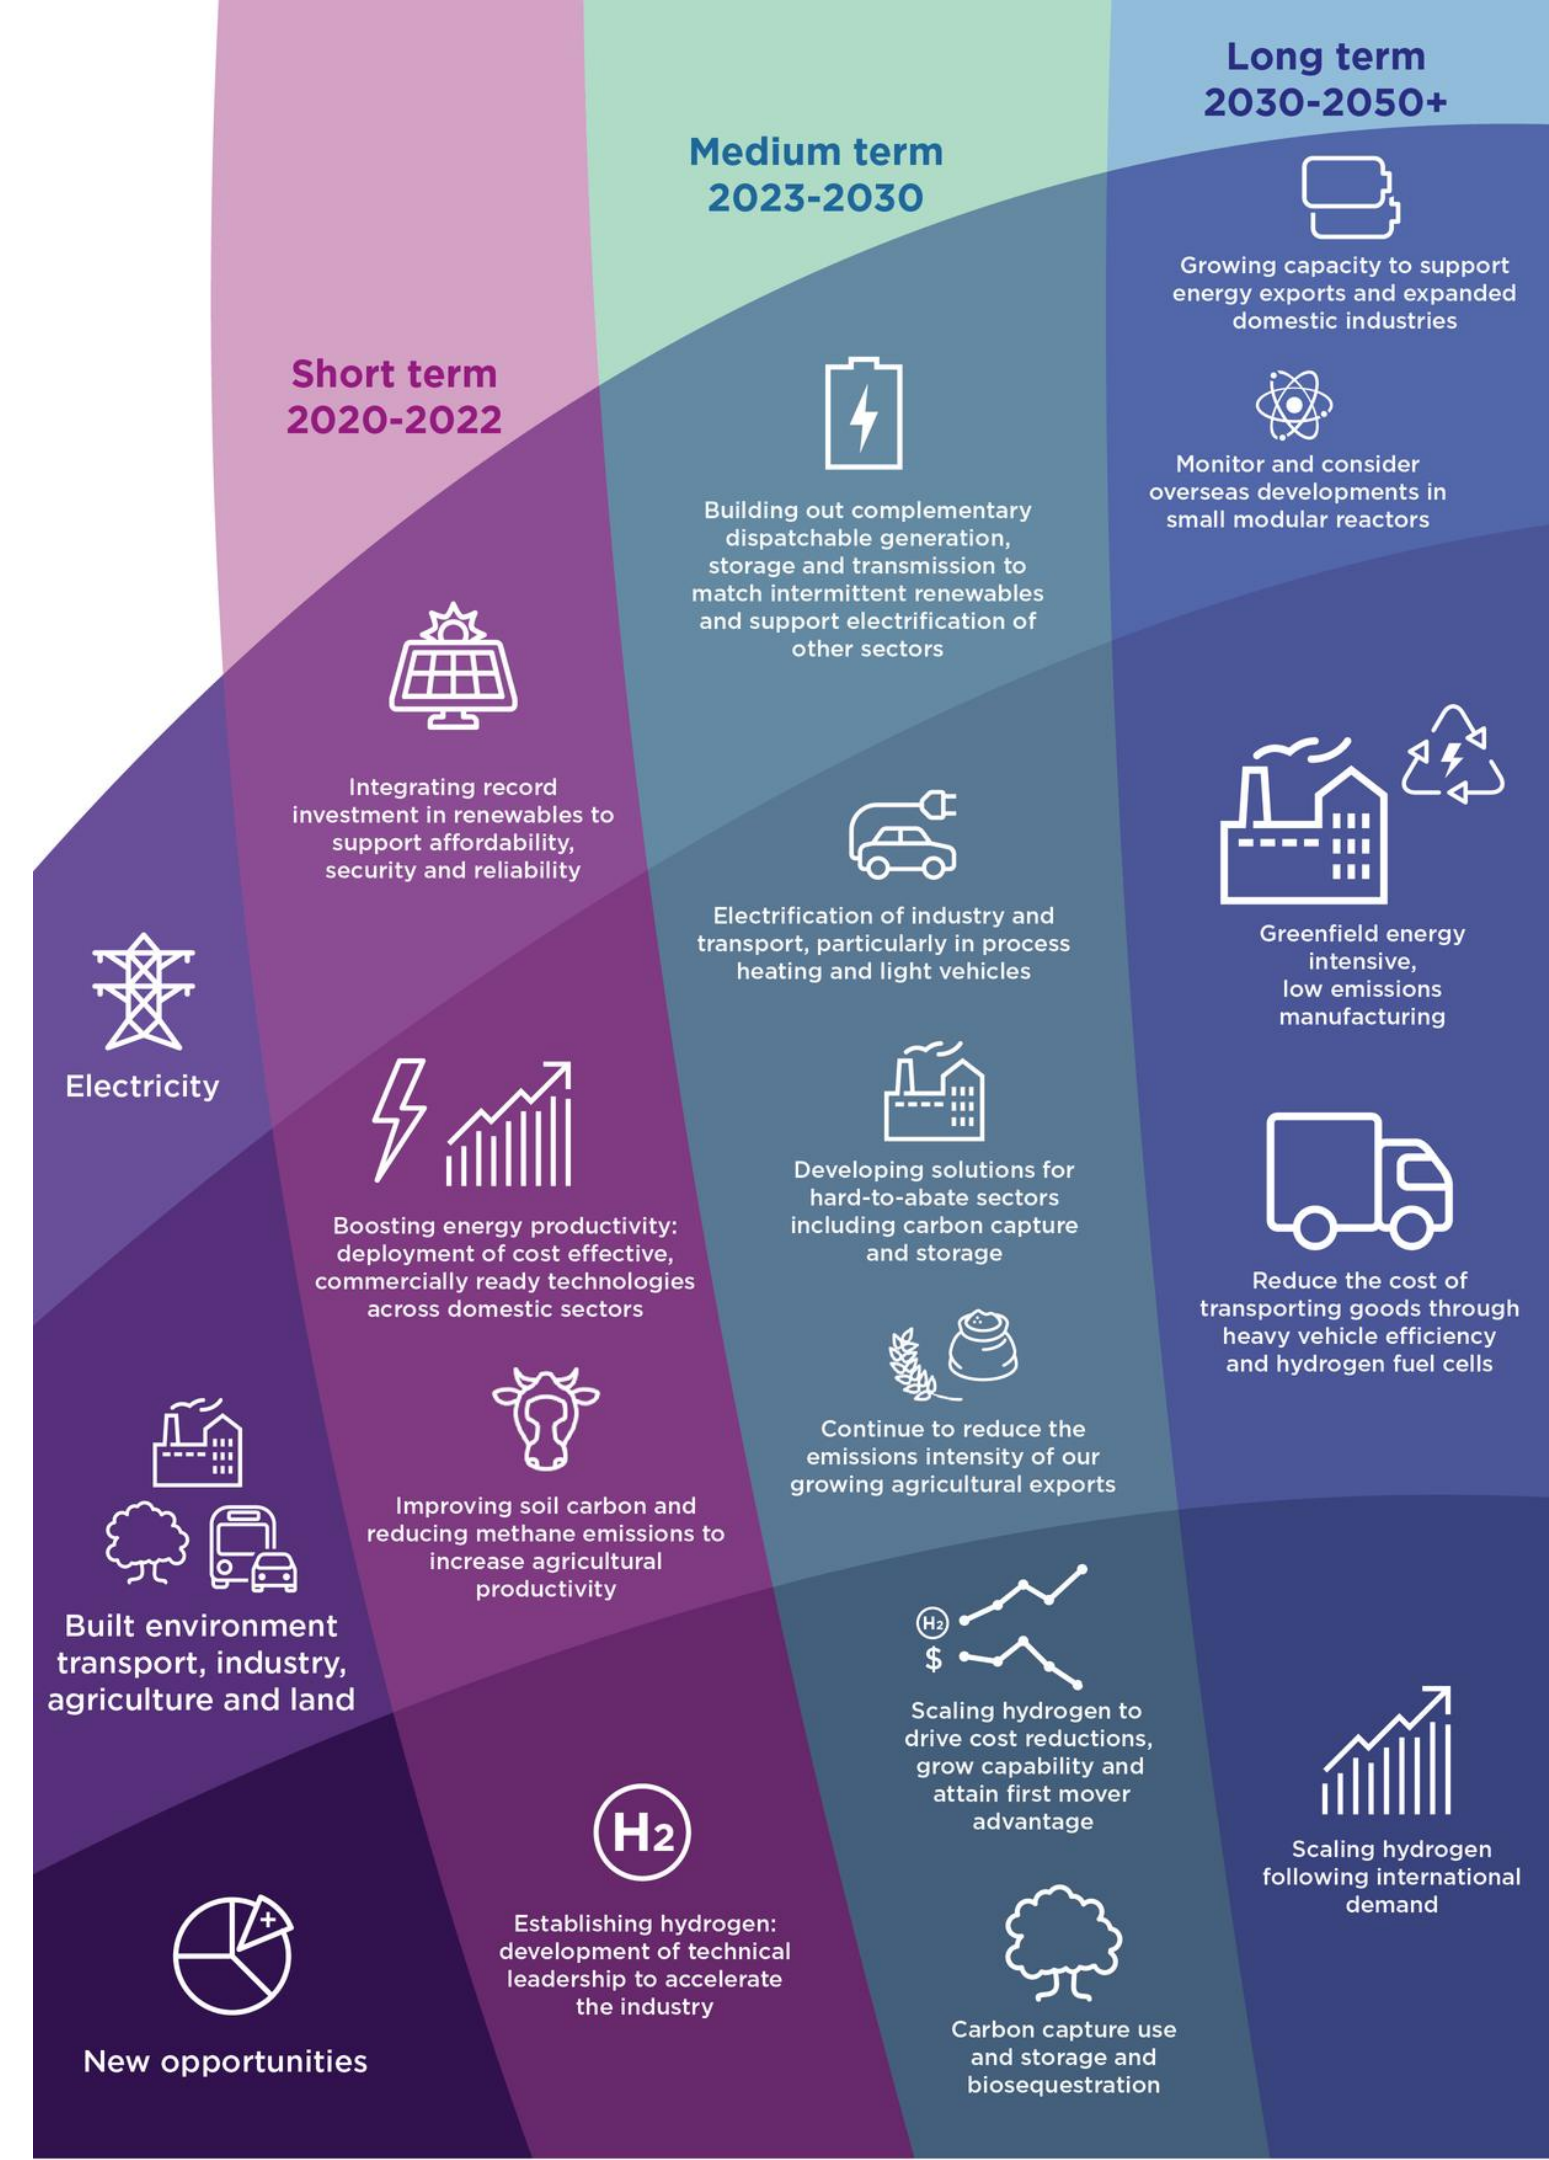 Short term
2020-2022
Medium term
2023-2030
Long term
2030-2050+
Electricity
Integrating record
investment in renewables to
support affordability,
security and reliability
Building out complementary
dispatchable generation,
storage and transmission to
match intermittent renewables
and support electrification of
other sectors
Growing capacity to support
energy exports and expanded
domestic industries
Monitor and consider
overseas developments in
small modular reactors
Built environment
transport, industry,
agriculture and land
Boosting energy productivity:
deployment of cost effective,
commercially ready technologies
across domestic sectors
Improving soil carbon and
reducing methane emissions to
increase agricultural
productivity
Electrification of industry and
transport, particularly in process
heating and light vehicles
Developing solutions for
hard-to-abate sectors
including carbon capture
and storage
Continue to reduce the
emissions intensity of our
growing agricultural exports
Greenfield energy
intensive,
low emissions
manufacturing
Reduce the cost of
transporting goods through
heavy vehicle efficiency
and hydrogen fuel cells
New opportunities
H2
Establishing hydrogen:
development of technical
leadership to accelerate
the industry
H2
$
Scaling hydrogen to
drive cost reductions,
grow capability and
attain first mover
advantage
Carbon capture use
and storage and
biosequestration
Scaling hydrogen
following international
demand